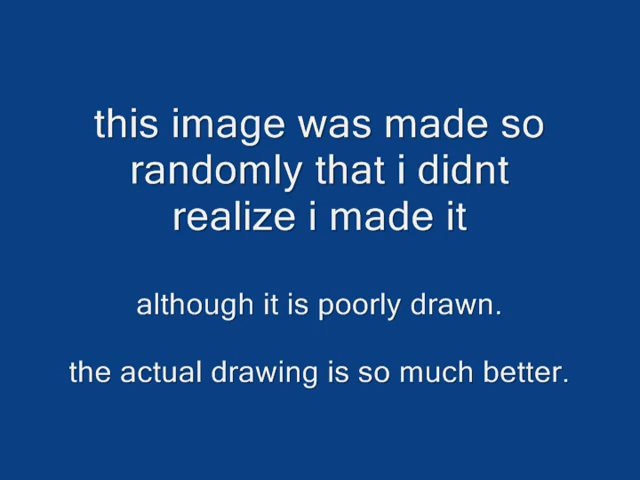 this image was made so
randomly that i didnt
realize i made it
although it is poorly drawn.
the actual drawing is so much better.